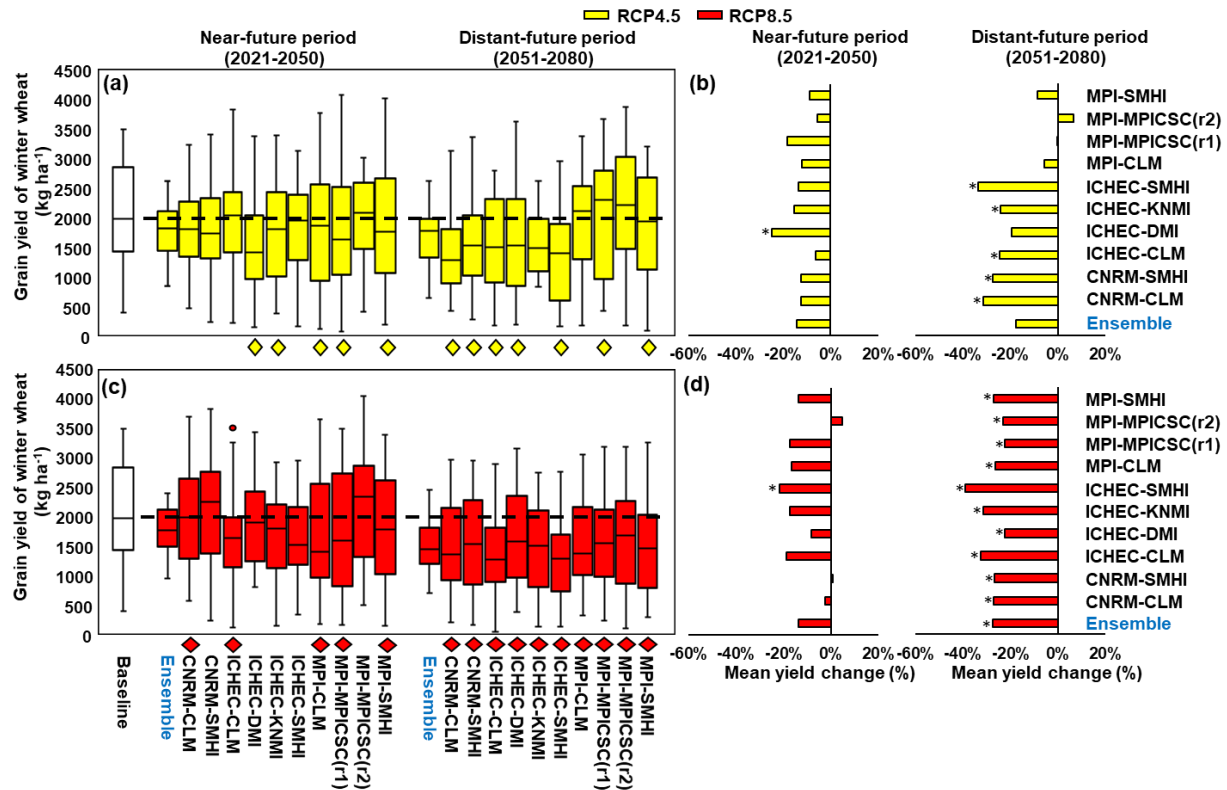 RCP4.5 RCP8.5
Near-future period
(2021-2050)
Distant-future period
(2051-2080)
Near-future period
(2021-2050)
Distant-future period
(2051-2080)
Grain yield of winter wheat
(kg ha-1)
4500
4000
3500
3000
2500
2000
1500
1000
500
0
(a)
(b)
*
*
*
*
*
*
MPI-SMHI
MPI-MPICSC(r2)
MPI-MPICSC(r1)
MPI-CLM
ICHEC-SMHI
ICHEC-KNMI
ICHEC-DMI
ICHEC-CLM
CNRM-SMHI
CNRM-CLM
Ensemble
-60% -40% -20% 0% 20%
-60% -40% -20% 0% 20%
Grain yield of winter wheat
(kg ha-1)
4500
4000
3500
3000
2500
2000
1500
1000
500
0
(c)
(d)
*
*
*
*
*
*
*
*
*
*
*
*
MPI-SMHI
MPI-MPICSC(r2)
MPI-MPICSC(r1)
MPI-CLM
ICHEC-SMHI
ICHEC-KNMI
ICHEC-DMI
ICHEC-CLM
CNRM-SMHI
CNRM-CLM
Ensemble
-60% -40% -20% 0% 20%
-60% -40% -20% 0% 20%
Mean yield change (%)
Mean yield change (%)
Baseline
Ensemble
CNRM-CLM
CNRM-SMHI
ICHEC-CLM
ICHEC-DMI
ICHEC-KNMI
ICHEC-SMHI
MPI-CLM
MPI-MPICSC(r1)
MPI-MPICSC(r2)
MPI-SMHI
Ensemble
CNRM-CLM
CNRM-SMHI
ICHEC-CLM
ICHEC-DMI
ICHEC-KNMI
ICHEC-SMHI
MPI-CLM
MPI-MPICSC(r1)
MPI-MPICSC(r2)
MPI-SMHI